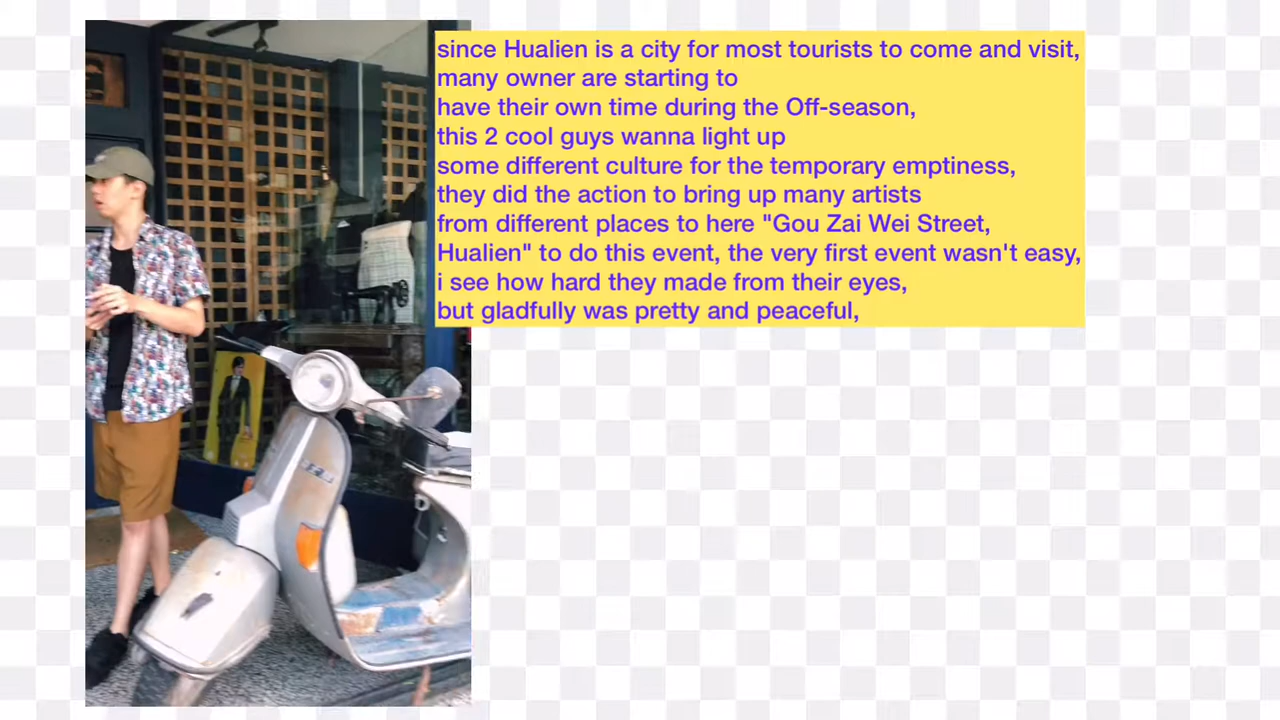 since Hualien is a city for most tourists to come and visit,
many owner are starting to
have their own time during the Off-season,
this 2 cool guys wanna light up
some different culture for the temporary emptiness,
they did the action to bring up many artists
from different places to here "Gou Zai Wei Street,
Hualien" to do this event, the very first event wasn't easy,
i see how hard they made from their eyes,
but gladfully was pretty and peaceful,